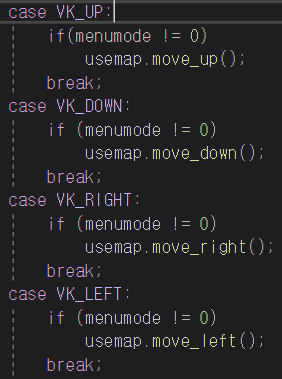 case VK_UP:
if(menumode != 0)
usemap.move_up();
break;
case VK_DOWN:
if (menumode != 0)
usemap.move_down();
break;
case VK_RIGHT:
if (menumode != 0)
usemap.move_right();
break;
case VK_LEFT:
if (menumode != 0)
usemap.move_left();
break;